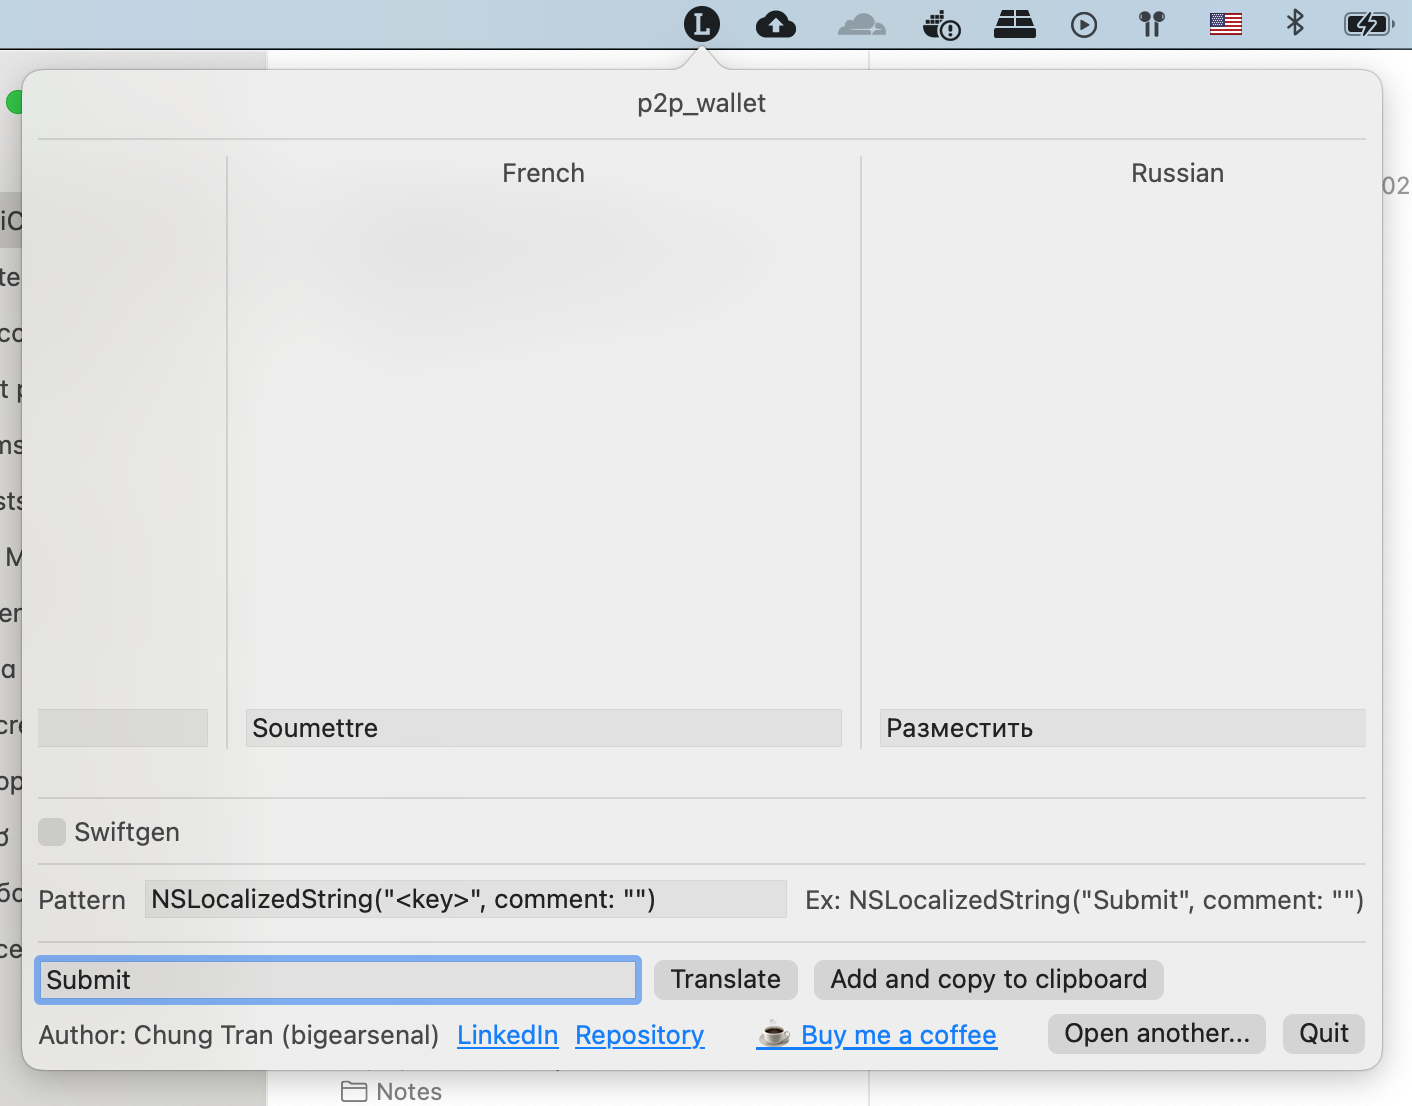 L
p2p_wallet
French
Russian
02
Soumettre
Разместить
Swiftgen
Pattern NSLocalizedString("<key>", comment: "") Ex: NSLocalizedString("Submit", comment: "")
Submit Translate Add and copy to clipboard
Author: Chung Tran (bigearsenal) LinkedIn Repository Buy me a coffee Open another... Quit
Notes